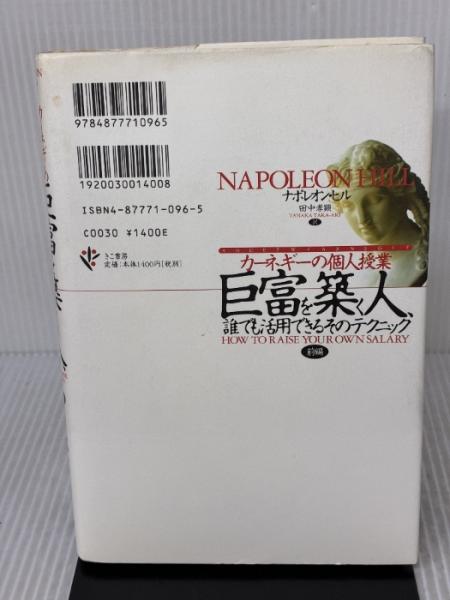 9784877710965
1920030014008
ISBN4-87771-096-5
C0030 ¥1400E
きこ書房
定価：本体1400円（税別）
NAPOLEON HILL
ナポレオン・ヒル
田中孝顕
TANAKA TAKA-AKI
訳
カーネギーの個人授業
巨富を築く人、
誰でも活用できるそのテクニック
HOW TO RAISE YOUR OWN SALARY
前編